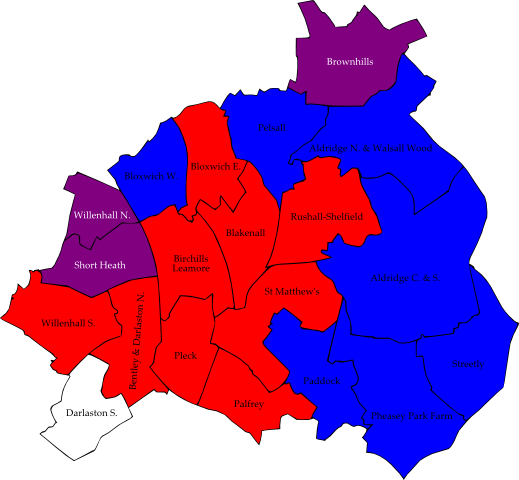 Brownhills
Pelsall
Aldridge N. & Walsall Wood
Bloxwich E.
Bloxwich W.
Willenhall N.
Rushall-Shelfield
Blakenall
Birchills
Leamore
Short Heath
Aldridge C. & S.
St Matthew's
Bentley & Darlaston N.
Willenhall S.
Pleck
Streetly
Paddock
Palfrey
Darlaston S.
Pheasey Park Farm